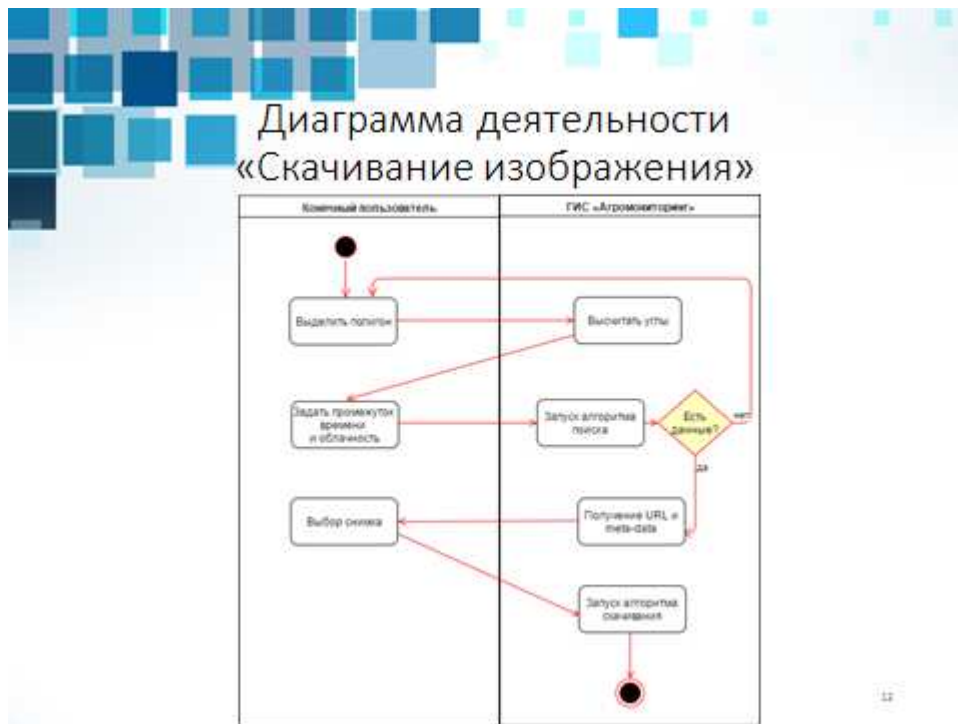 Диаграмма деятельности
«Скачивание изображения»
Конечный пользователь
ГИС «Агромониторинг»
Выделить полигон
Высчитать углы
Задать промежуток
времени
и облачность
Запуск алгоритма
поиска
Есть
данные?
нет
да
Выбор снимка
Получение URL и
meta-data
Запуск алгоритма
скачивания
12